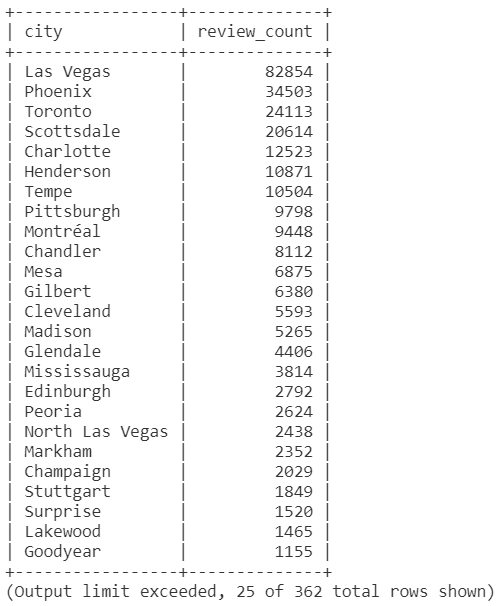 +-----------------+--------------+
| city            | review_count |
+-----------------+--------------+
| Las Vegas       |        82854 |
| Phoenix         |        34503 |
| Toronto         |        24113 |
| Scottsdale      |        20614 |
| Charlotte       |        12523 |
| Henderson       |        10871 |
| Tempe           |        10504 |
| Pittsburgh      |         9798 |
| Montréal        |         9448 |
| Chandler        |         8112 |
| Mesa            |         6875 |
| Gilbert         |         6380 |
| Cleveland       |         5593 |
| Madison         |         5265 |
| Glendale        |         4406 |
| Mississauga     |         3814 |
| Edinburgh       |         2792 |
| Peoria          |         2624 |
| North Las Vegas |         2438 |
| Markham         |         2352 |
| Champaign       |         2029 |
| Stuttgart       |         1849 |
| Surprise        |         1520 |
| Lakewood        |         1465 |
| Goodyear        |         1155 |
+-----------------+--------------+
(Output limit exceeded, 25 of 362 total rows shown)